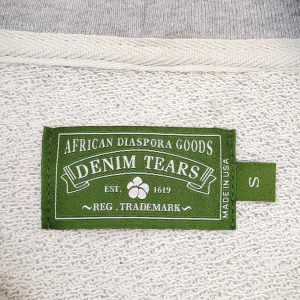 AFRICAN DIASPORA GOODS
DENIM TEARS
EST. 1619
~REG. TRADEMARK~
MADE IN USA
S